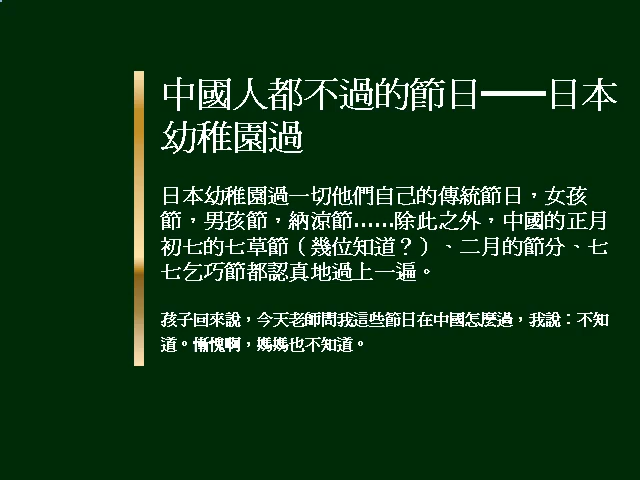 中國人都不過的節日━━日本
幼稚園過
日本幼稚園過一切他們自己的傳統節日，女孩
節，男孩節，納涼節……除此之外，中國的正月
初七的七草節（幾位知道？）、二月的節分、七
七乞巧節都認真地過上一遍。
孩子回來說，今天老師問我這些節日在中國怎麼過，我說：不知
道。慚愧啊，媽媽也不知道。